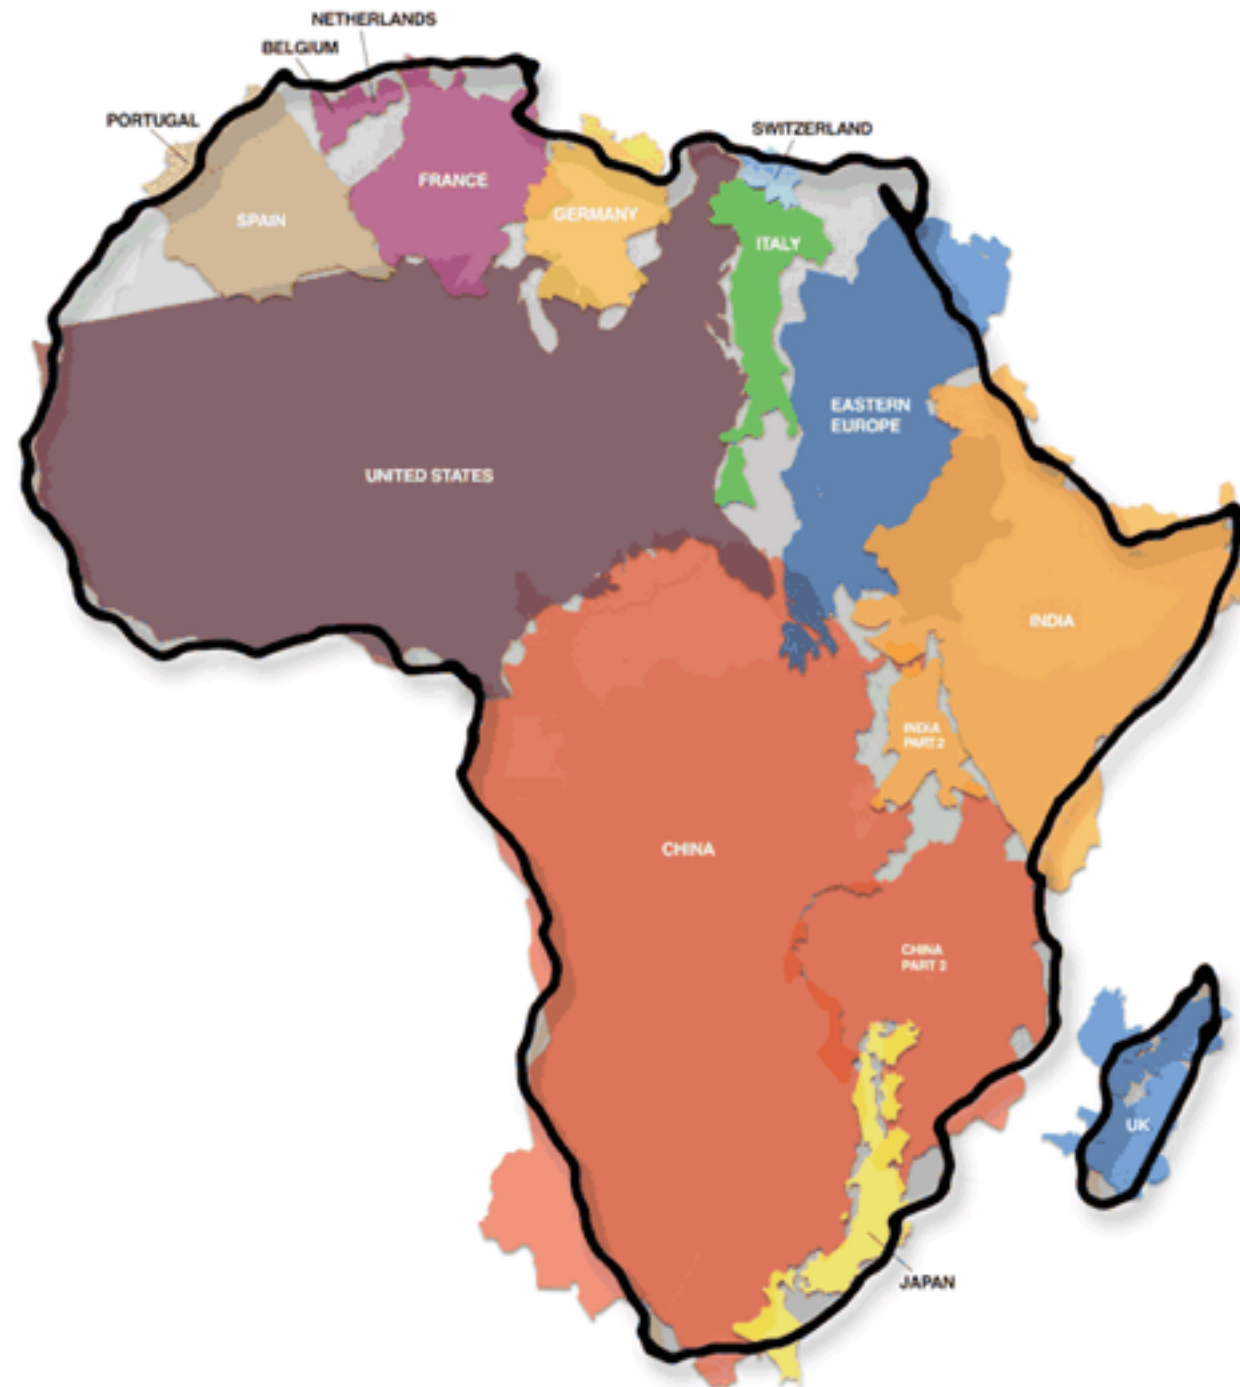 NETHERLANDS
BELGIUM
PORTUGAL
SWITZERLAND
FRANCE
SPAIN
GERMANY
ITALY
EASTERN
EUROPE
UNITED STATES
INDIA
INDIA
PART 2
CHINA
CHINA
PART 2
UK
JAPAN